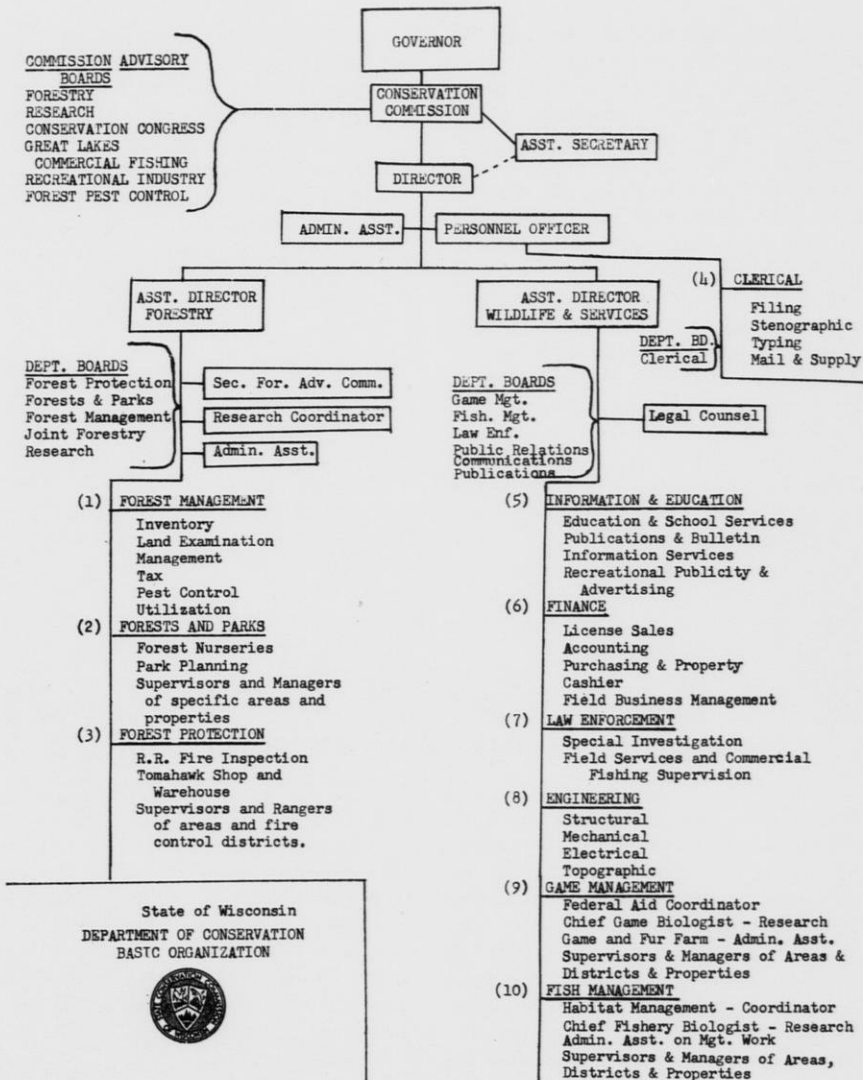 GOVERNOR
COMMISSION ADVISORY
BOARDS
FORESTRY
RESEARCH
CONSERVATION CONGRESS
GREAT LAKES
COMMERCIAL FISHING
RECREATIONAL INDUSTRY
FOREST PEST CONTROL
CONSERVATION
COMMISSION
ASST. SECRETARY
DIRECTOR
ADMIN. ASST.
PERSONNEL OFFICER
ASST. DIRECTOR
FORESTRY
ASST. DIRECTOR
WILDLIFE & SERVICES
(4) CLERICAL
Filing
Stenographic
Typing
Mail & Supply
DEPT. BD.
Clerical
DEPT. BOARDS
Forest Protection
Forests & Parks
Forest Management
Joint Forestry
Research
Sec. For. Adv. Comm.
Research Coordinator
Admin. Asst.
DEPT. BOARDS
Game Mgt.
Fish. Mgt.
Law Enf.
Public Relations
Communications
Publications
Legal Counsel
(1) FOREST MANAGEMENT
Inventory
Land Examination
Management
Tax
Pest Control
Utilization
(2) FORESTS AND PARKS
Forest Nurseries
Park Planning
Supervisors and Managers
of specific areas and
properties
(3) FOREST PROTECTION
R.R. Fire Inspection
Tomahawk Shop and
Warehouse
Supervisors and Rangers
of areas and fire
control districts.
(5) INFORMATION & EDUCATION
Education & School Services
Publications & Bulletin
Information Services
Recreational Publicity &
Advertising
(6) FINANCE
License Sales
Accounting
Purchasing & Property
Cashier
Field Business Management
(7) LAW ENFORCEMENT
Special Investigation
Field Services and Commercial
Fishing Supervision
(8) ENGINEERING
Structural
Mechanical
Electrical
Topographic
(9) GAME MANAGEMENT
Federal Aid Coordinator
Chief Game Biologist - Research
Game and Fur Farm - Admin. Asst.
Supervisors & Managers of Areas &
Districts & Properties
(10) FISH MANAGEMENT
Habitat Management - Coordinator
Chief Fishery Biologist - Research
Admin. Asst. on Mgt. Work
Supervisors & Managers of Areas,
Districts & Properties
State of Wisconsin
DEPARTMENT OF CONSERVATION
BASIC ORGANIZATION